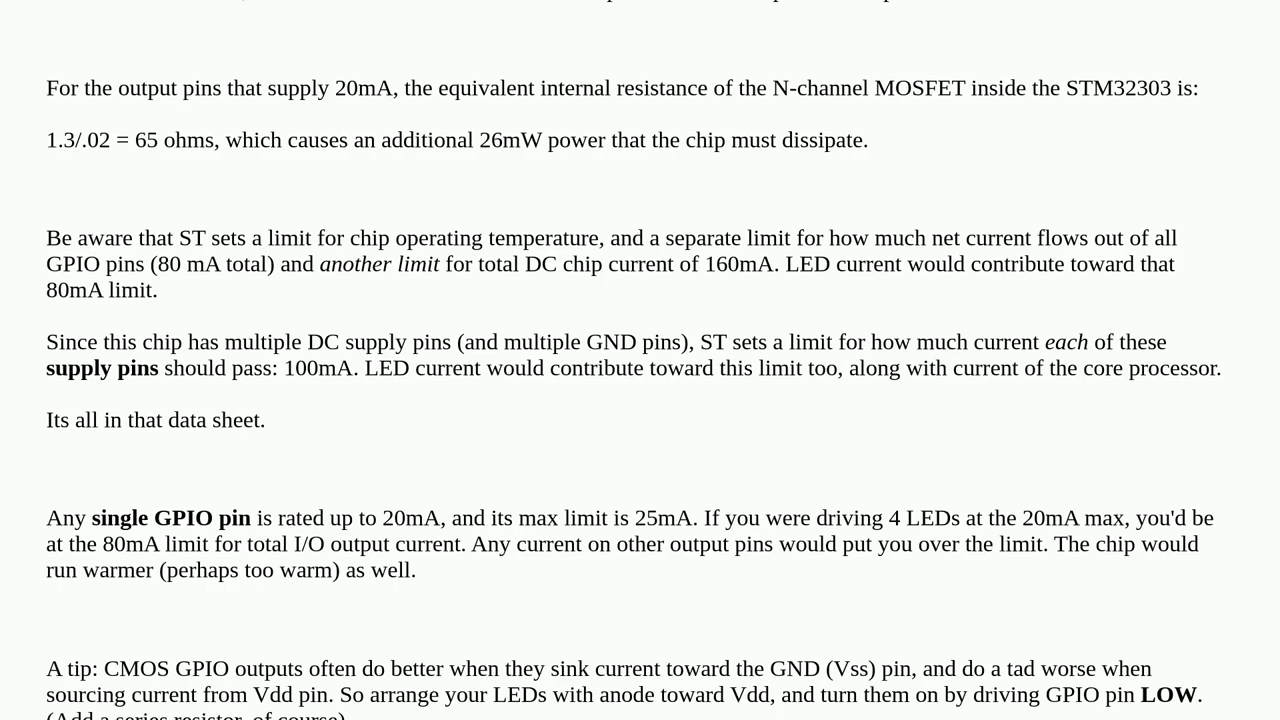 For the output pins that supply 20mA, the equivalent internal resistance of the N-channel MOSFET inside the STM32303 is:
1.3/.02 = 65 ohms, which causes an additional 26mW power that the chip must dissipate.
Be aware that ST sets a limit for chip operating temperature, and a separate limit for how much net current flows out of all
GPIO pins (80 mA total) and another limit for total DC chip current of 160mA. LED current would contribute toward that
80mA limit.
Since this chip has multiple DC supply pins (and multiple GND pins), ST sets a limit for how much current each of these
supply pins should pass: 100mA. LED current would contribute toward this limit too, along with current of the core processor.
Its all in that data sheet.
Any single GPIO pin is rated up to 20mA, and its max limit is 25mA. If you were driving 4 LEDs at the 20mA max, you'd be
at the 80mA limit for total I/O output current. Any current on other output pins would put you over the limit. The chip would
run warmer (perhaps too warm) as well.
A tip: CMOS GPIO outputs often do better when they sink current toward the GND (Vss) pin, and do a tad worse when
sourcing current from Vdd pin. So arrange your LEDs with anode toward Vdd, and turn them on by driving GPIO pin LOW.
(Add a series resistor, of course)